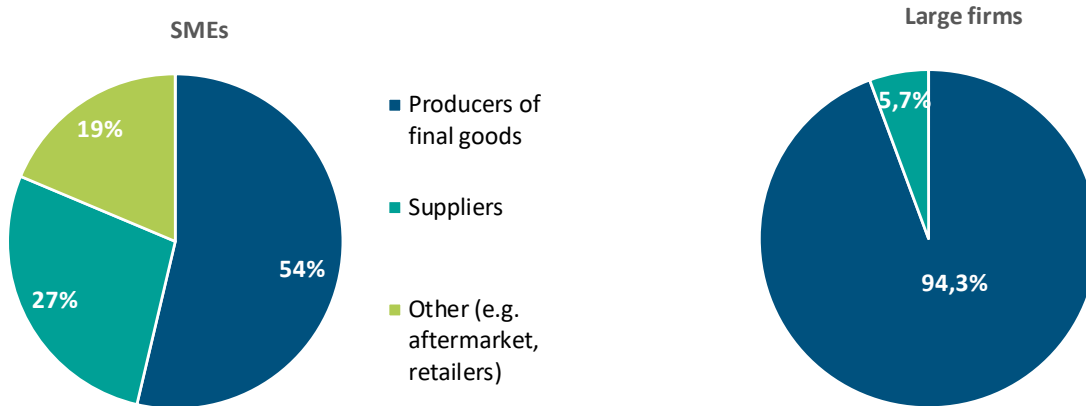 SMEs
19%
27%
54%
Producers of
final goods
Suppliers
Other (e.g.
aftermarket,
retailers)
Large firms
5,7%
94,3%